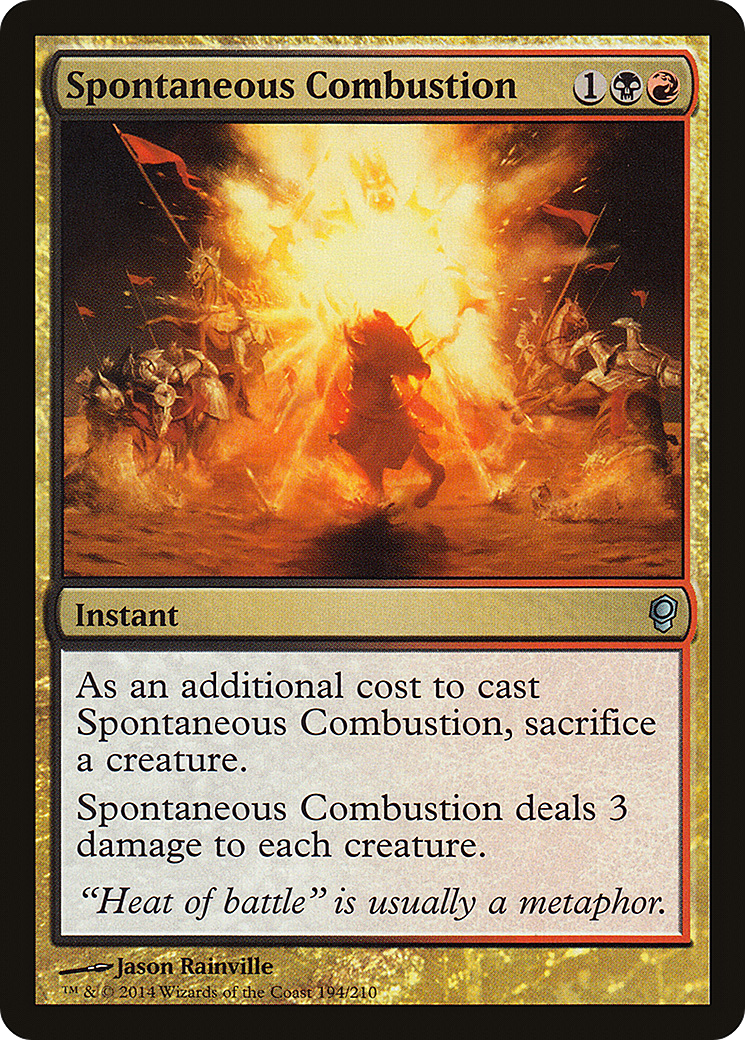 Spontaneous Combustion 1
Instant
As an additional cost to cast
Spontaneous Combustion, sacrifice
a creature.
Spontaneous Combustion deals 3
damage to each creature.
“Heat of battle” is usually a metaphor.
Jason Rainville
™ & © 2014 Wizards of the Coast 194/210